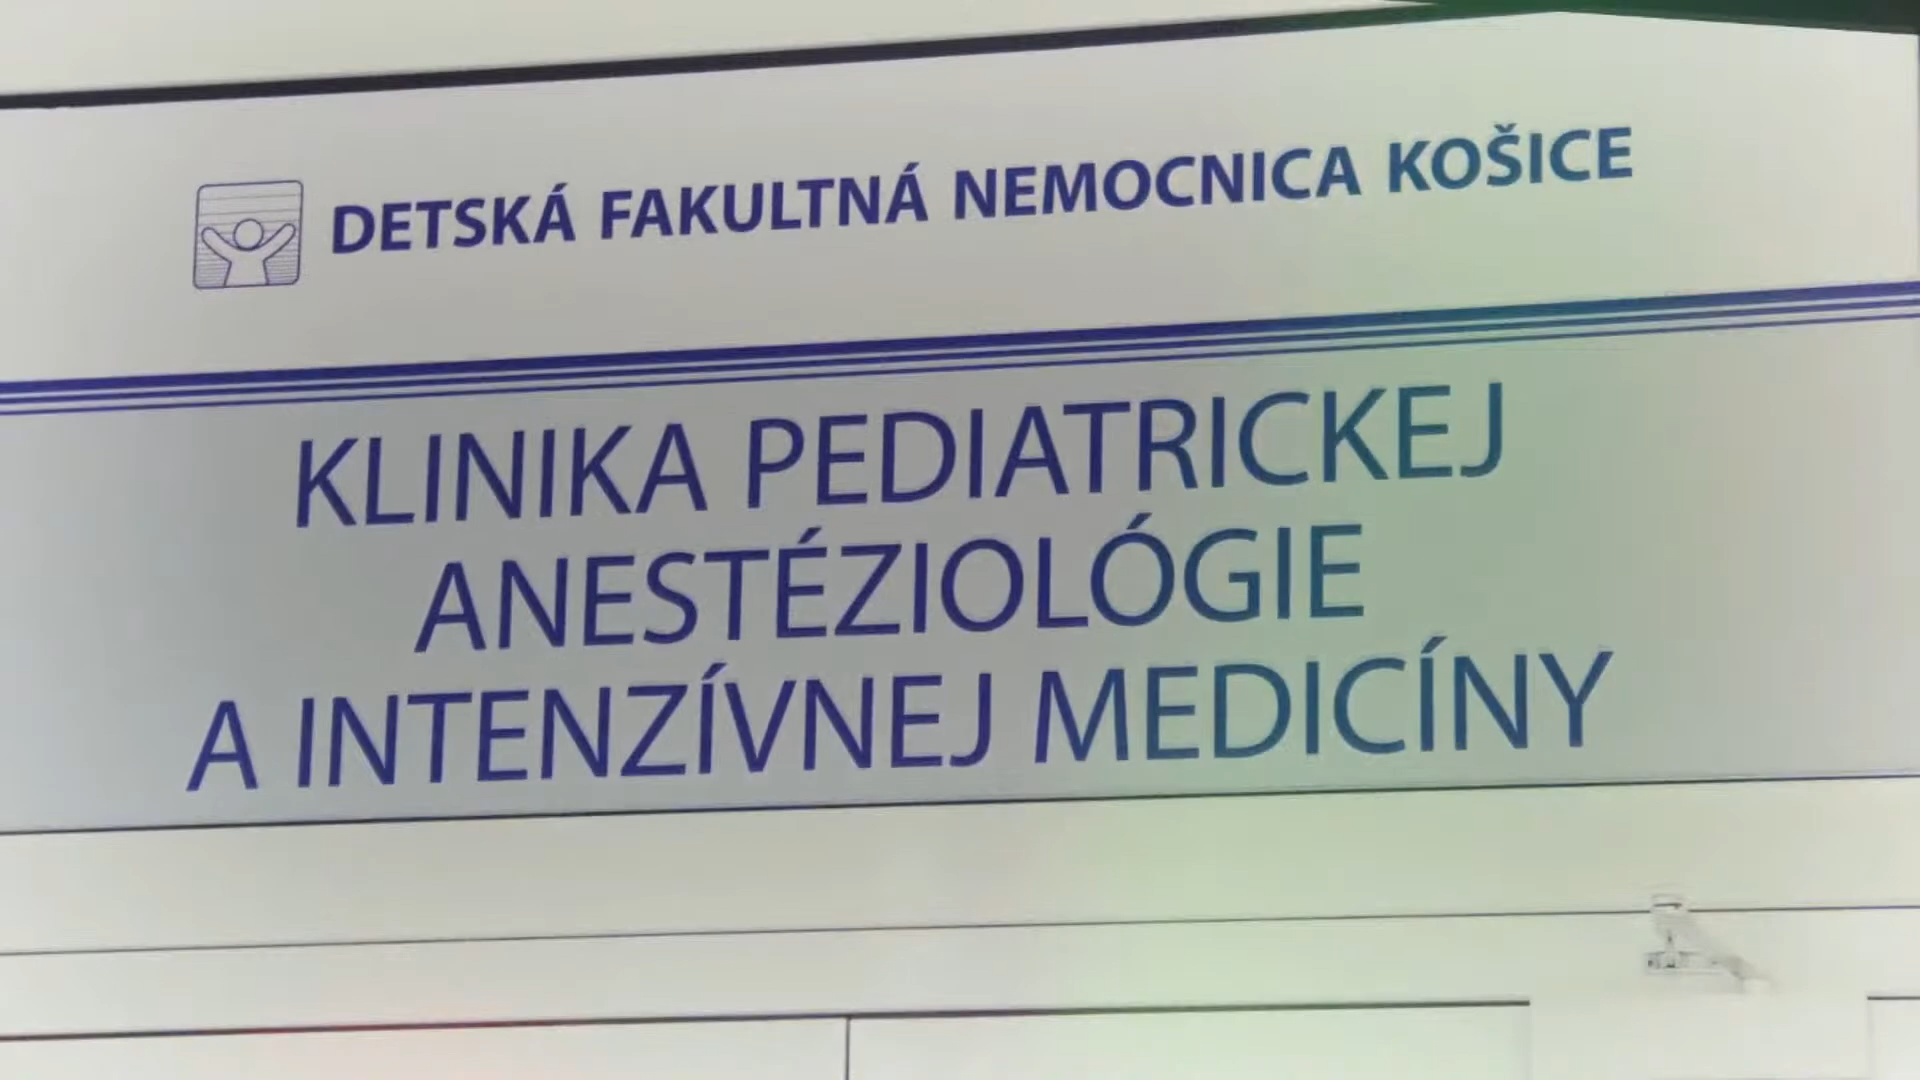 DETSKÁ FAKULTNÁ NEMOCNICA KOŠICE
KLINIKA PEDIATRICKEJ
ANESTÉZIOLÓGIE
A INTENZÍVNEJ MEDICÍNY